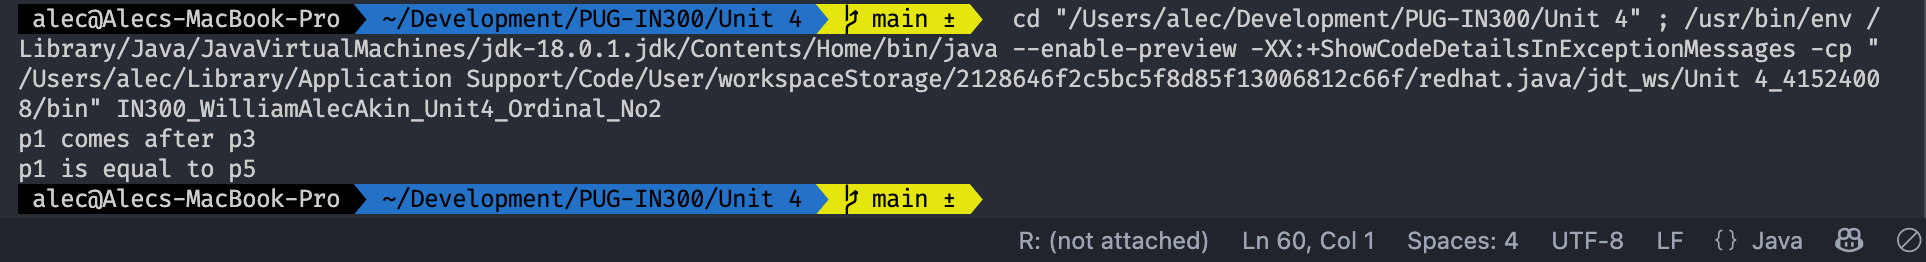 alec@Alecs-MacBook-Pro ~/Development/PUG-IN300/Unit 4 main ± cd "/Users/alec/Development/PUG-IN300/Unit 4" ; /usr/bin/env /
Library/Java/JavaVirtualMachines/jdk-18.0.1.jdk/Contents/Home/bin/java --enable-preview -XX:+ShowCodeDetailsInExceptionMessages -cp "
/Users/alec/Library/Application Support/Code/User/workspaceStorage/2128646f2c5bc5f8d85f13006812c66f/redhat.java/jdt_ws/Unit 4_4152400
8/bin" IN300_WilliamAlecAkin_Unit4_Ordinal_No2
p1 comes after p3
p1 is equal to p5
alec@Alecs-MacBook-Pro ~/Development/PUG-IN300/Unit 4 main ±
R: (not attached) Ln 60, Col 1 Spaces: 4 UTF-8 LF {} Java